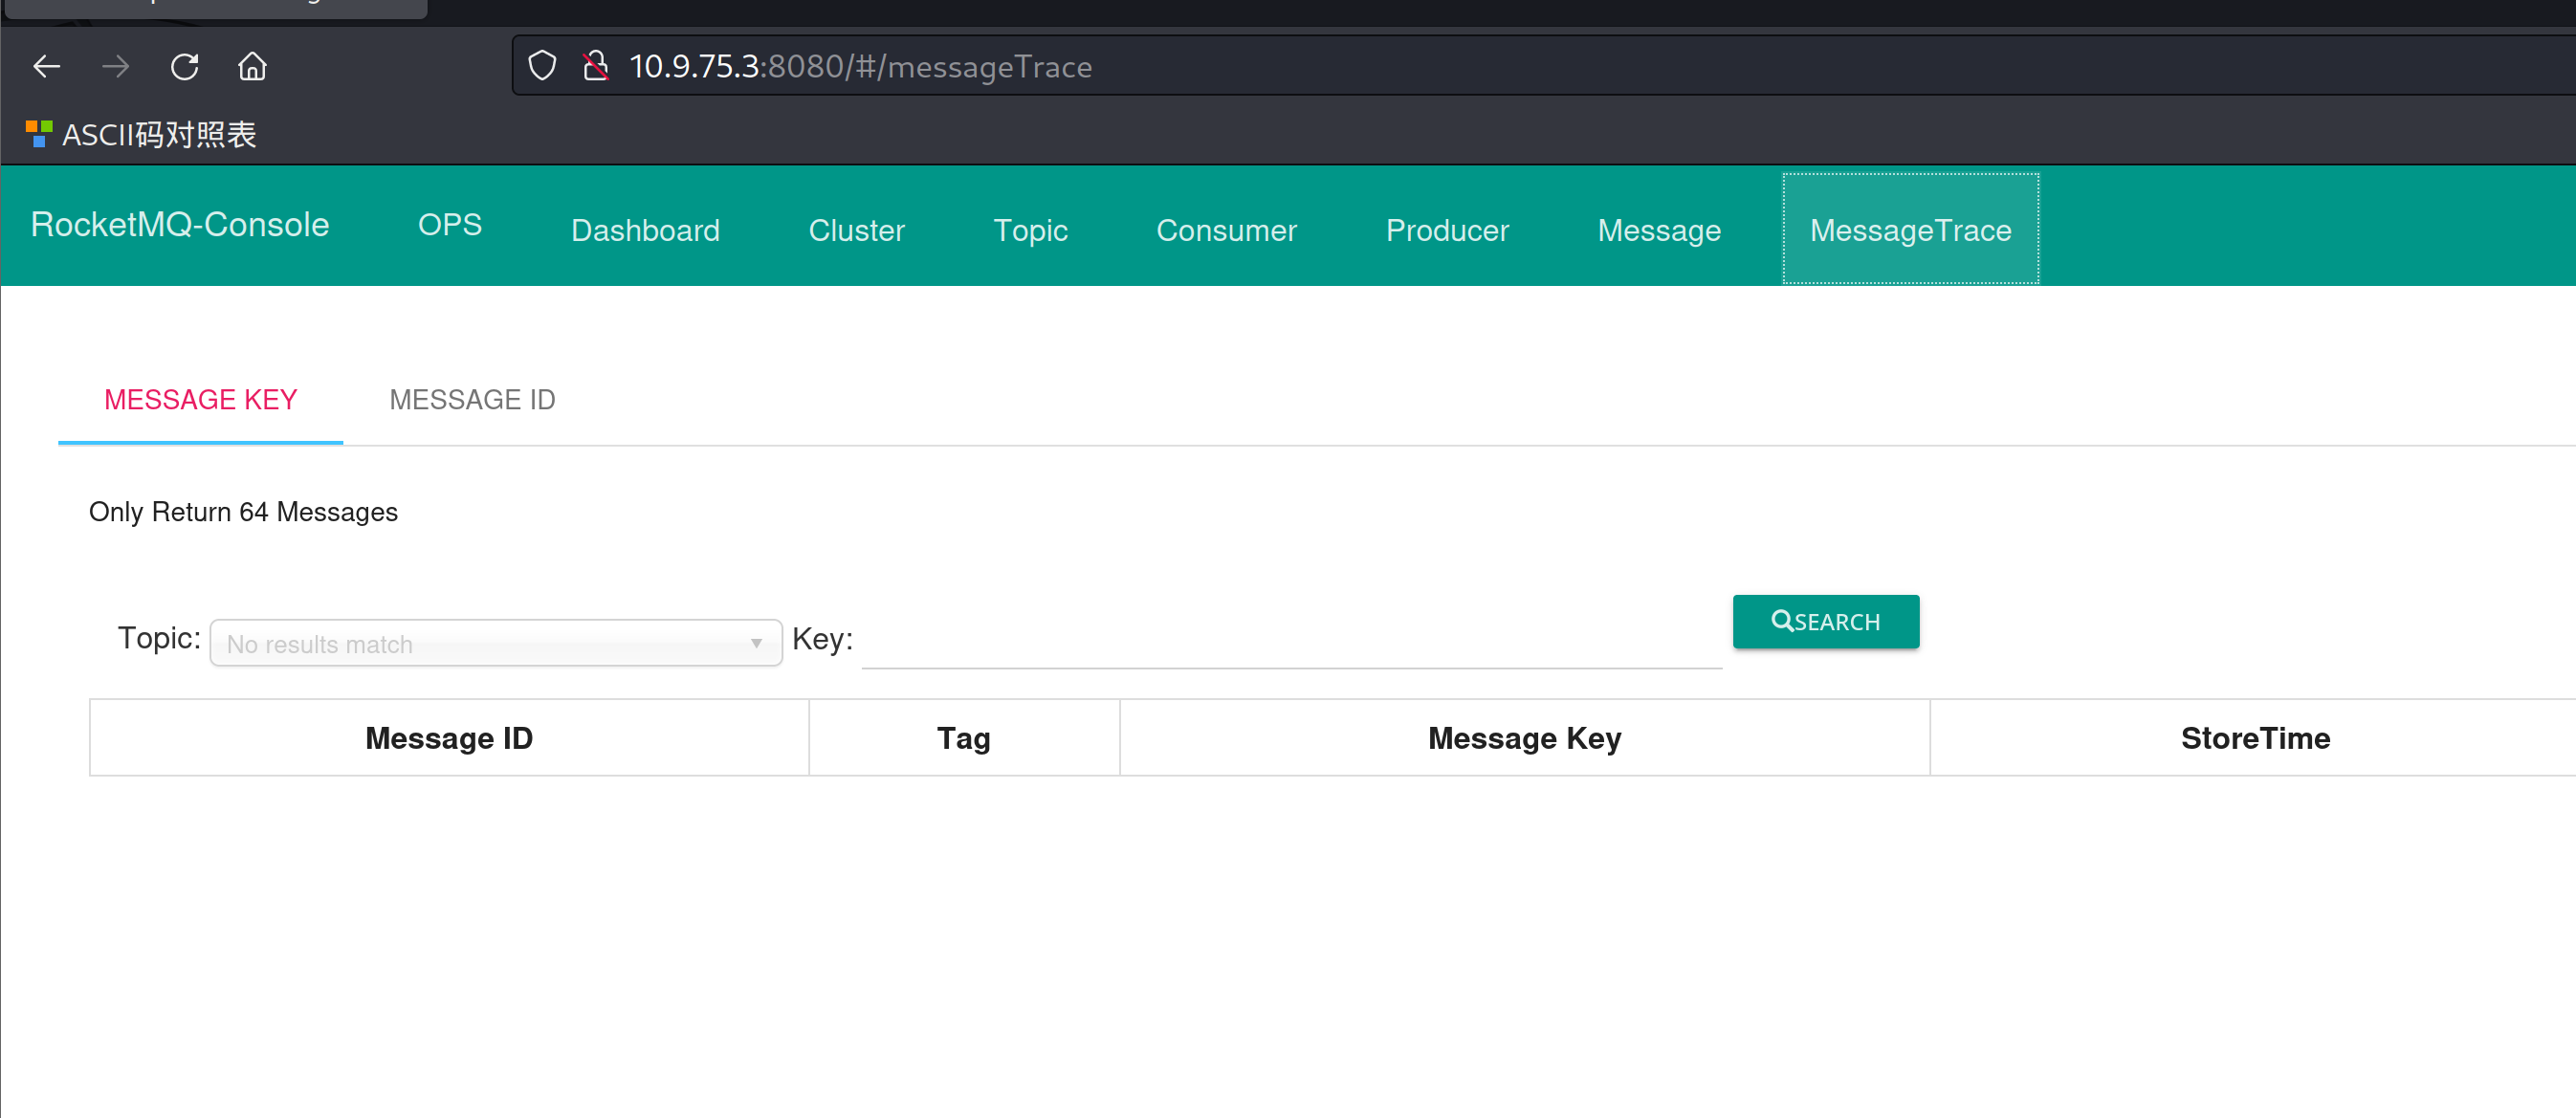 10.9.75.3:8080/#/messageTrace
ASCII码对照表
RocketMQ-Console OPS Dashboard Cluster Topic Consumer Producer Message MessageTrace
MESSAGE KEY MESSAGE ID
Only Return 64 Messages
Topic: No results match Key: SEARCH
Message ID Tag Message Key StoreTime